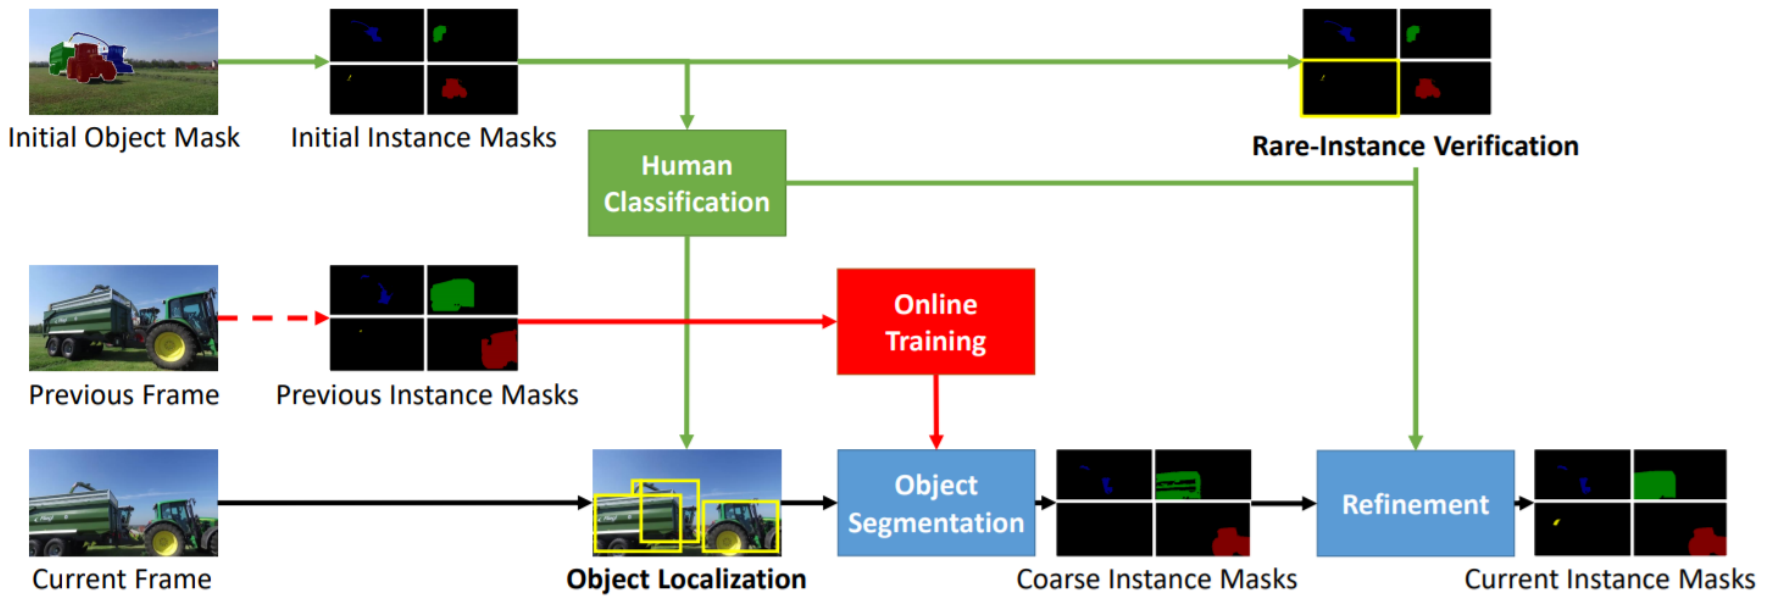 Initial Object Mask
Initial Instance Masks
Rare-Instance Verification
Human
Classification
Online
Training
Previous Frame
Previous Instance Masks
Object
Segmentation
Refinement
Current Frame
Object Localization
Coarse Instance Masks
Current Instance Masks